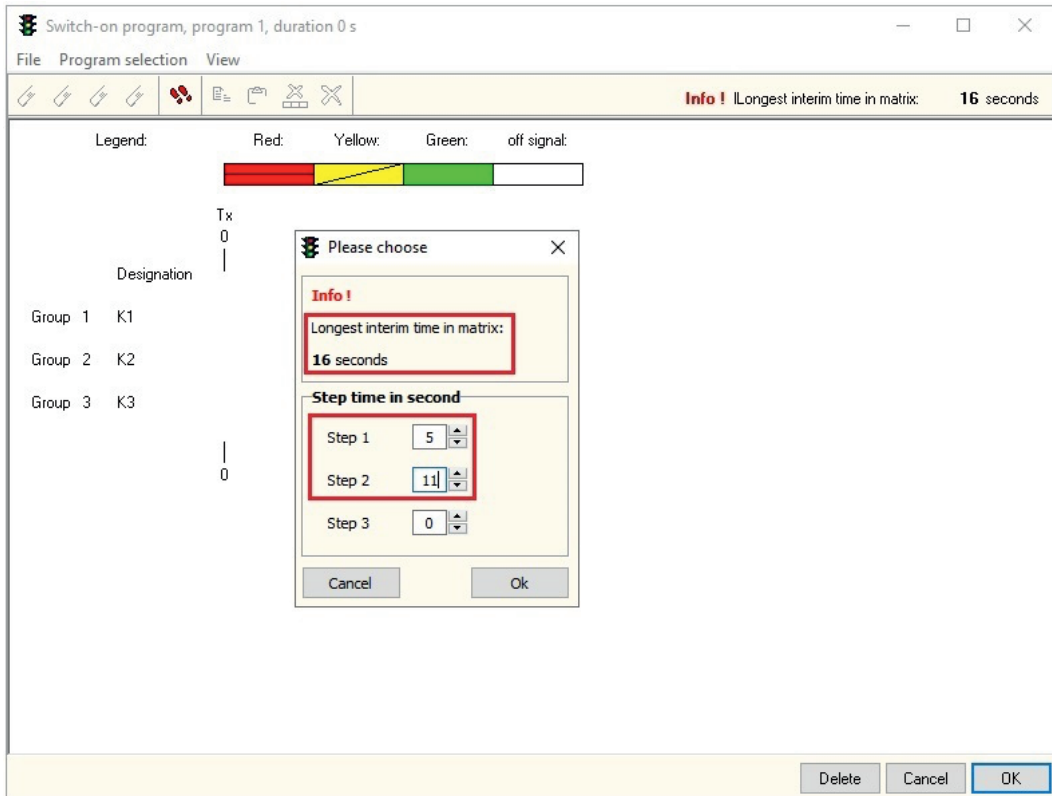 Switch-on program, program 1, duration 0 s
File Program selection View
Info ! lLongest interim time in matrix: 16 seconds
Legend: Red: Yellow: Green: off signal:
Tx
0
Designation
Group 1 K1
Group 2 K2
Group 3 K3
0
Please choose
Info !
Longest interim time in matrix:
16 seconds
Step time in second
Step 1 5
Step 2 11
Step 3 0
Cancel Ok
Delete Cancel OK